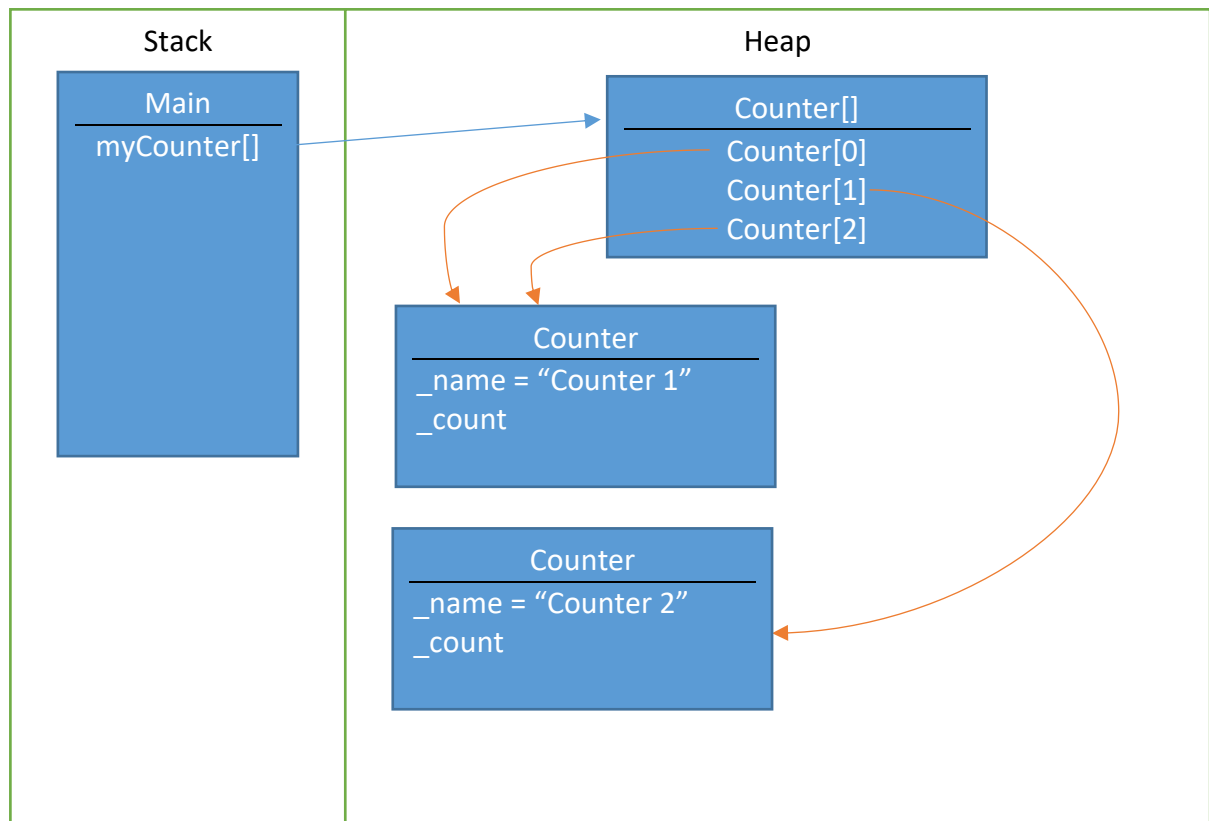 Stack
Heap
Main
myCounter[]
Counter[]
Counter[0]
Counter[1]
Counter[2]
Counter
_name = “Counter 1”
_count
Counter
_name = “Counter 2”
_count